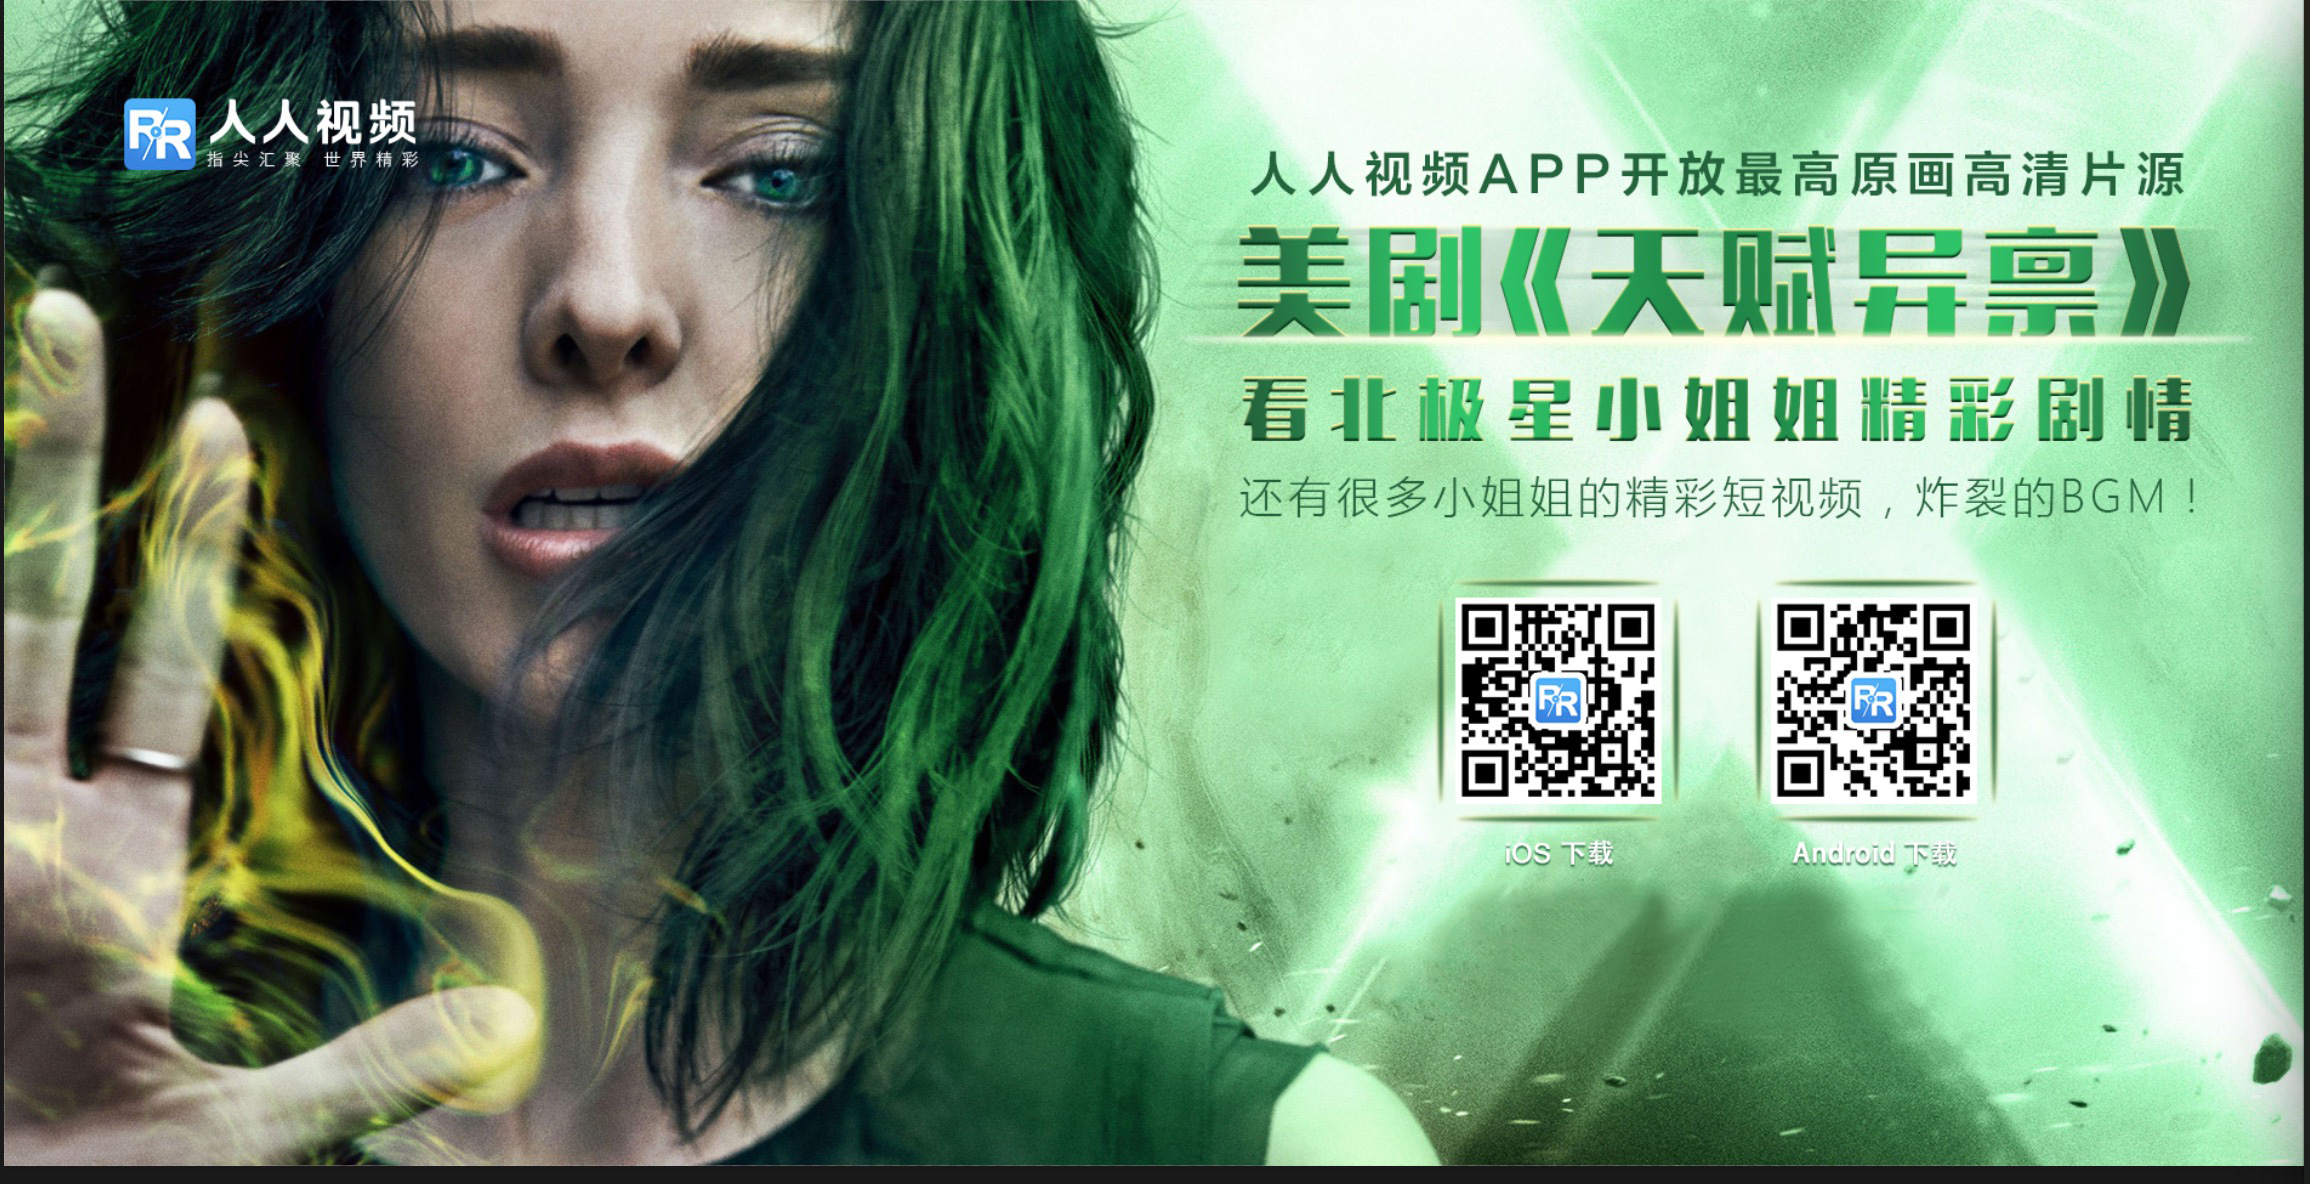 RR 人人视频
指尖汇聚 世界精彩
人人视频APP开放最高原画高清片源
美剧《天赋异禀》
看北极星小姐姐精彩剧情
还有很多小姐姐的精彩短视频，炸裂的BGM！
RR
RR
iOS 下载
Android 下载